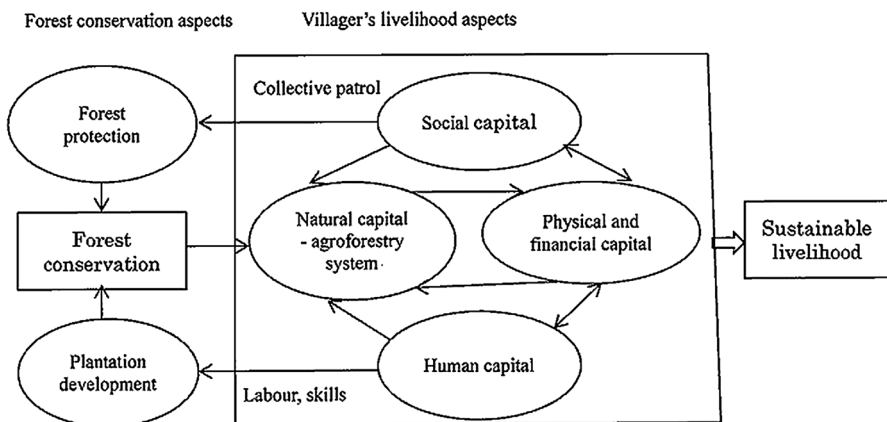 Forest conservation aspects
Villager's livelihood aspects
Collective patrol
Forest
protection
Social capital
Natural capital
- agroforestry
system
Physical and
financial capital
Forest
conservation
Sustainable
livelihood
Plantation
development
Human capital
Labour, skills